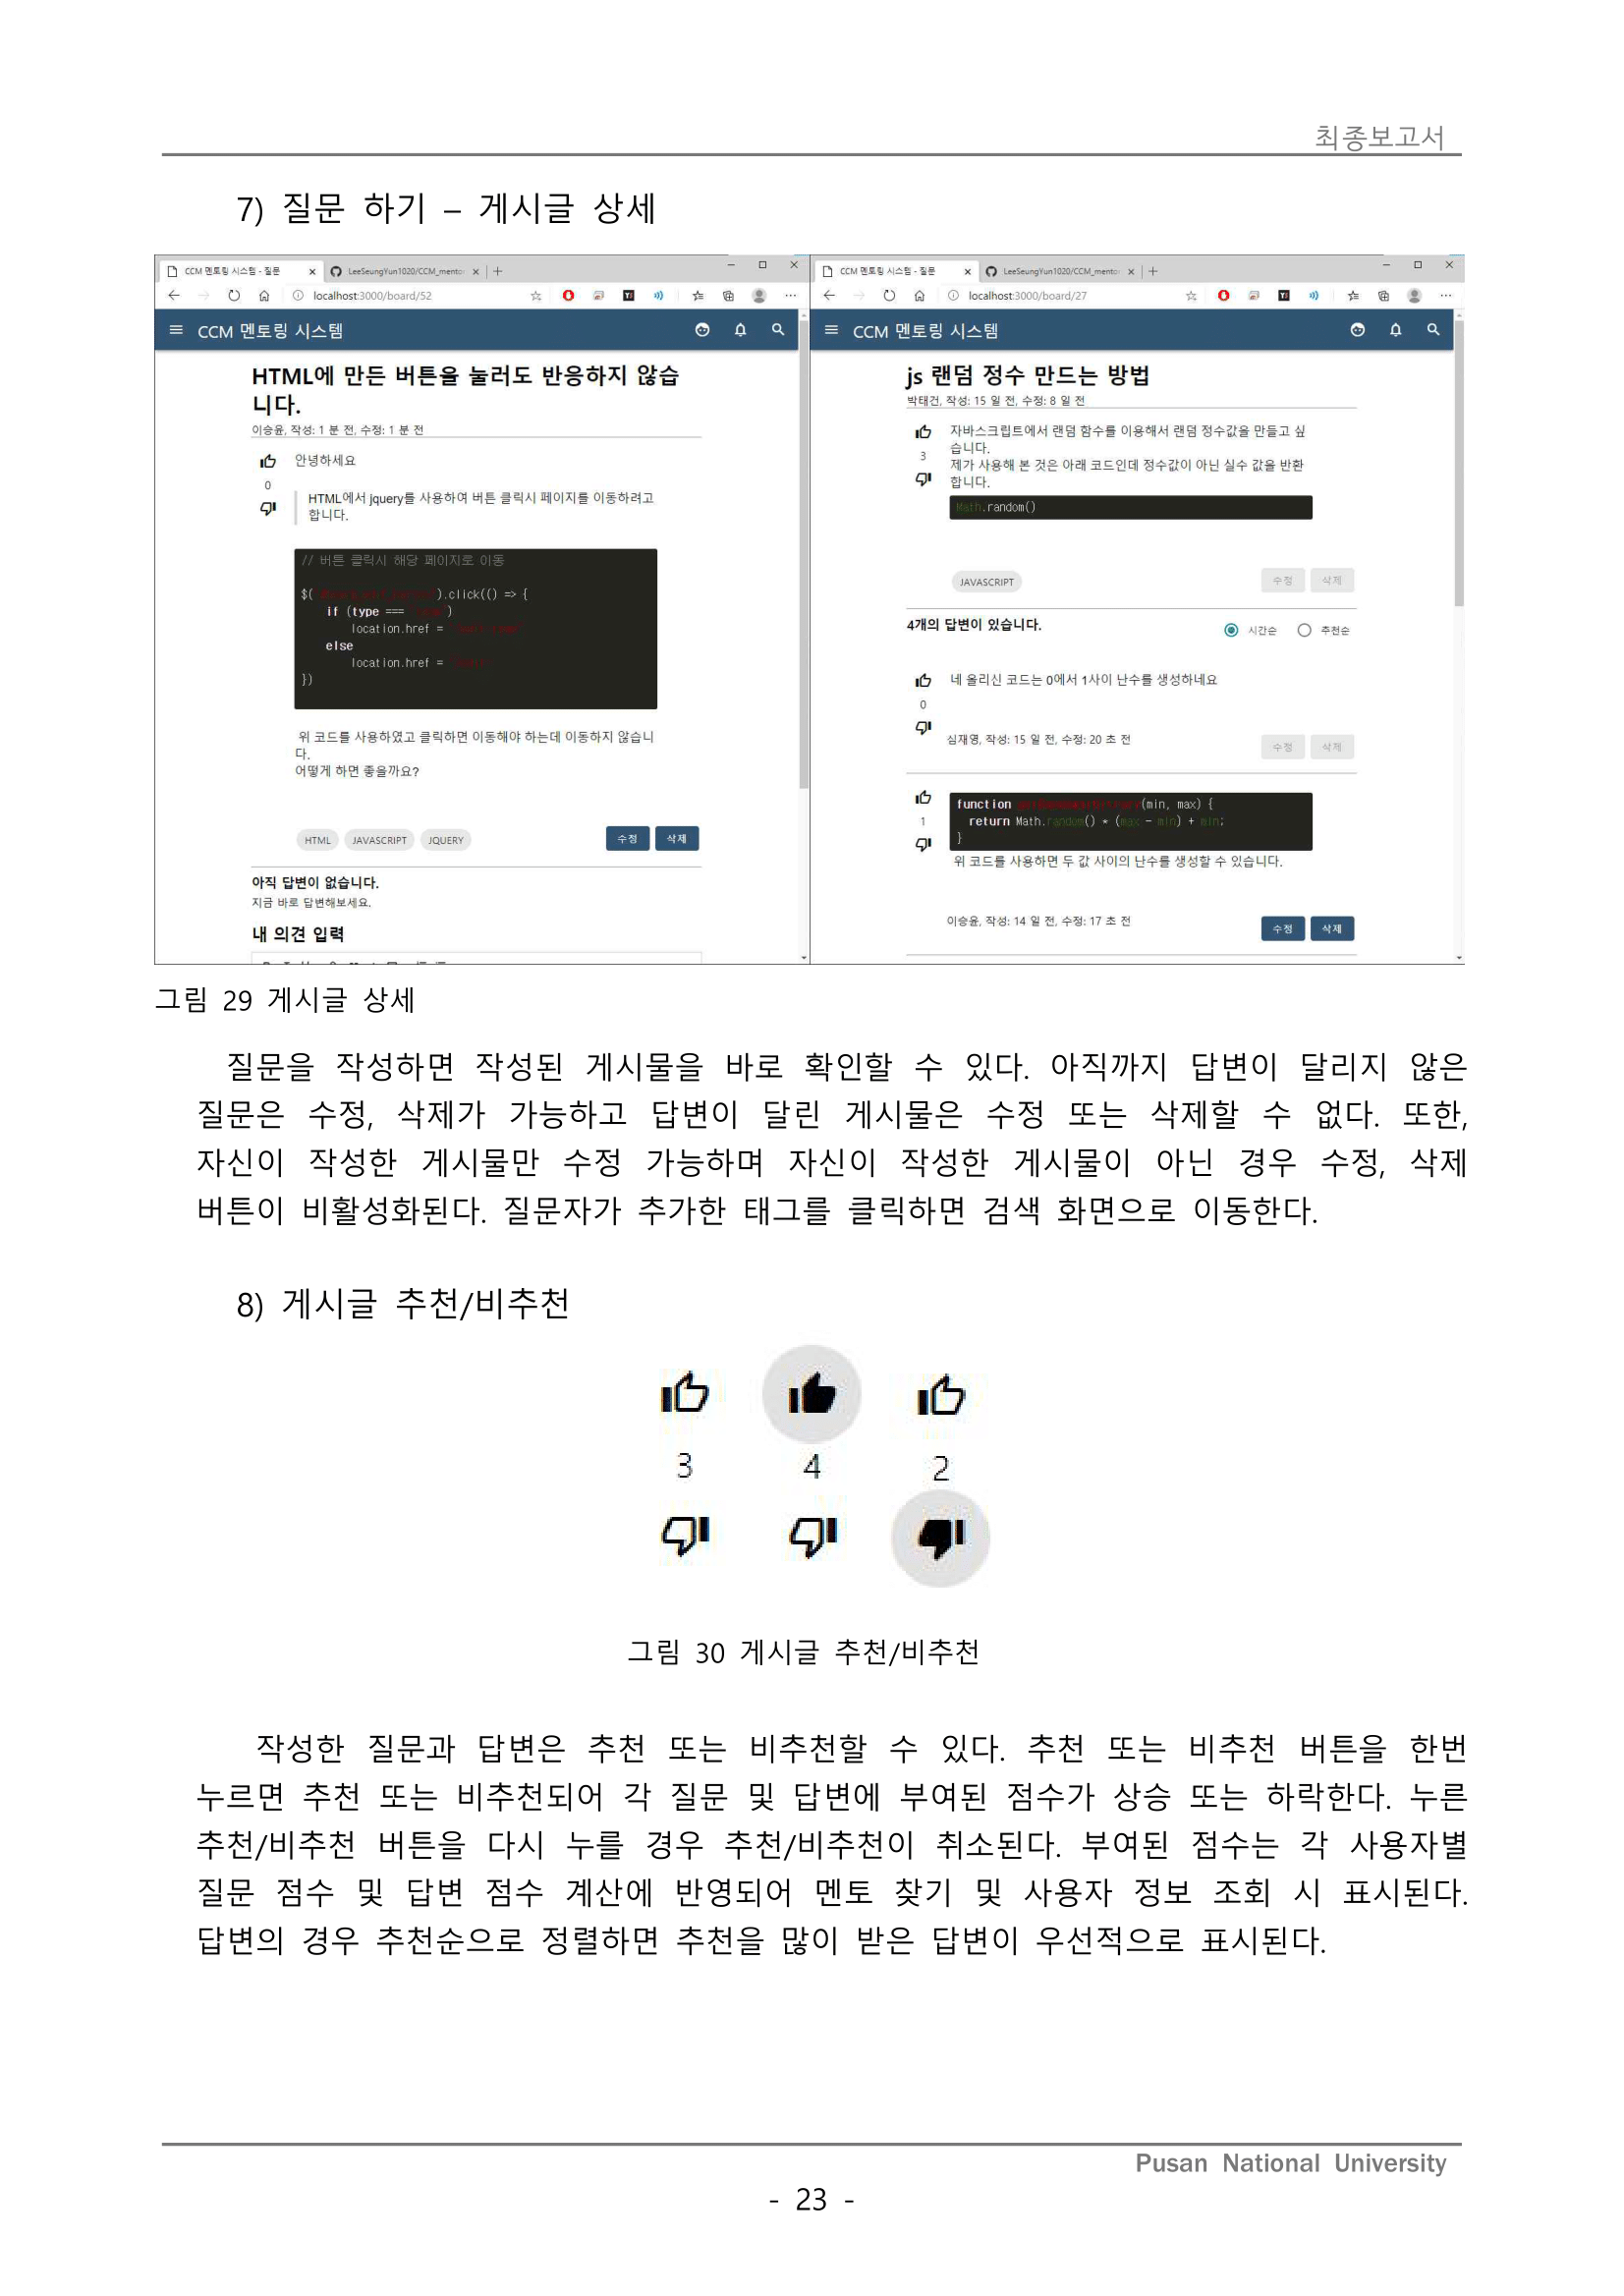 최종보고서
7) 질문 하기 – 게시글 상세
CCM 멘토링 시스템 - 질문
LeeSeungYun1020/CCM_mento
localhost:3000/board/52
CCM 멘토링 시스템
HTML에 만든 버튼을 눌러도 반응하지 않습
니다.
이승윤, 작성: 1 분 전, 수정: 1 분 전
안녕하세요
0
HTML에서 jquery를 사용하여 버튼 클릭시 페이지를 이동하려고
합니다.
// 버튼 클릭시 해당 페이지로 이동
$( ).click(() => {
if (type === )
location.href =
else
location.href =
})
위 코드를 사용하였고 클릭하면 이동해야 하는데 이동하지 않습니
다.
어떻게 하면 좋을까요?
HTML JAVASCRIPT JQUERY 수정 삭제
아직 답변이 없습니다.
지금 바로 답변해보세요.
내 의견 입력
CCM 멘토링 시스템 - 질문
LeeSeungYun1020/CCM_mento
localhost:3000/board/27
CCM 멘토링 시스템
js 랜덤 정수 만드는 방법
박태건, 작성: 15 일 전, 수정: 8 일 전
자바스크립트에서 랜덤 함수를 이용해서 랜덤 정수값을 만들고 싶
습니다.
3
제가 사용해 본 것은 아래 코드인데 정수값이 아닌 실수 값을 반환
합니다.
Math.random()
JAVASCRIPT 수정 삭제
4개의 답변이 있습니다. 시간순 추천순
네 올리신 코드는 0에서 1사이 난수를 생성하네요
0
심재영, 작성: 15 일 전, 수정: 20 초 전 수정 삭제
function (min, max) {
1
return Math.random() * (max - min) + min;
}
위 코드를 사용하면 두 값 사이의 난수를 생성할 수 있습니다.
이승윤, 작성: 14 일 전, 수정: 17 초 전 수정 삭제
그림 29 게시글 상세
질문을 작성하면 작성된 게시물을 바로 확인할 수 있다. 아직까지 답변이 달리지 않은
질문은 수정, 삭제가 가능하고 답변이 달린 게시물은 수정 또는 삭제할 수 없다. 또한,
자신이 작성한 게시물만 수정 가능하며 자신이 작성한 게시물이 아닌 경우 수정, 삭제
버튼이 비활성화된다. 질문자가 추가한 태그를 클릭하면 검색 화면으로 이동한다.
8) 게시글 추천/비추천
3 4 2
그림 30 게시글 추천/비추천
작성한 질문과 답변은 추천 또는 비추천할 수 있다. 추천 또는 비추천 버튼을 한번
누르면 추천 또는 비추천되어 각 질문 및 답변에 부여된 점수가 상승 또는 하락한다. 누른
추천/비추천 버튼을 다시 누를 경우 추천/비추천이 취소된다. 부여된 점수는 각 사용자별
질문 점수 및 답변 점수 계산에 반영되어 멘토 찾기 및 사용자 정보 조회 시 표시된다.
답변의 경우 추천순으로 정렬하면 추천을 많이 받은 답변이 우선적으로 표시된다.
Pusan National University
- 23 -